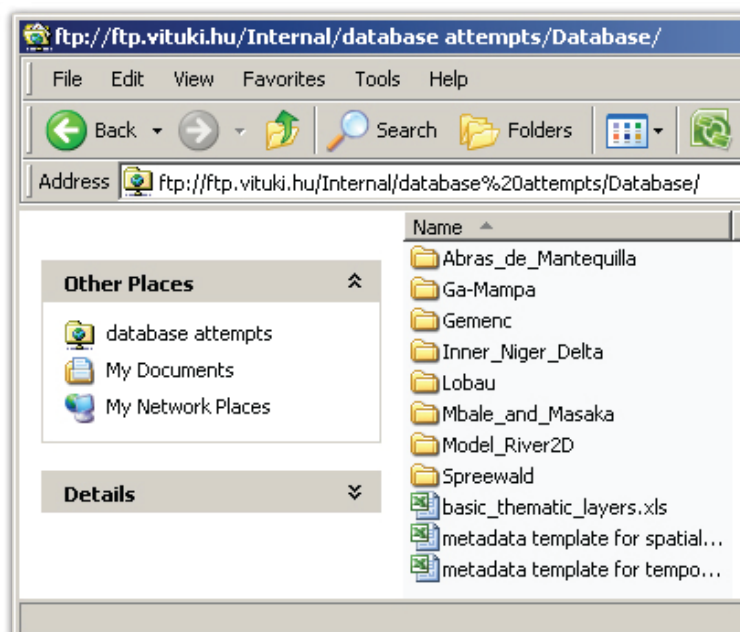 ftp://ftp.vituki.hu/Internal/database attempts/Database/
File Edit View Favorites Tools Help
Back Search Folders
Address ftp://ftp.vituki.hu/Internal/database%20attempts/Database/
Other Places
database attempts
My Documents
My Network Places
Details
Name
Abras_de_Mantequilla
Ga-Mampa
Gemenc
Inner_Niger_Delta
Lobau
Mbale_and_Masaka
Model_River2D
Spreewald
basic_thematic_layers.xls
metadata template for spatial...
metadata template for tempo...